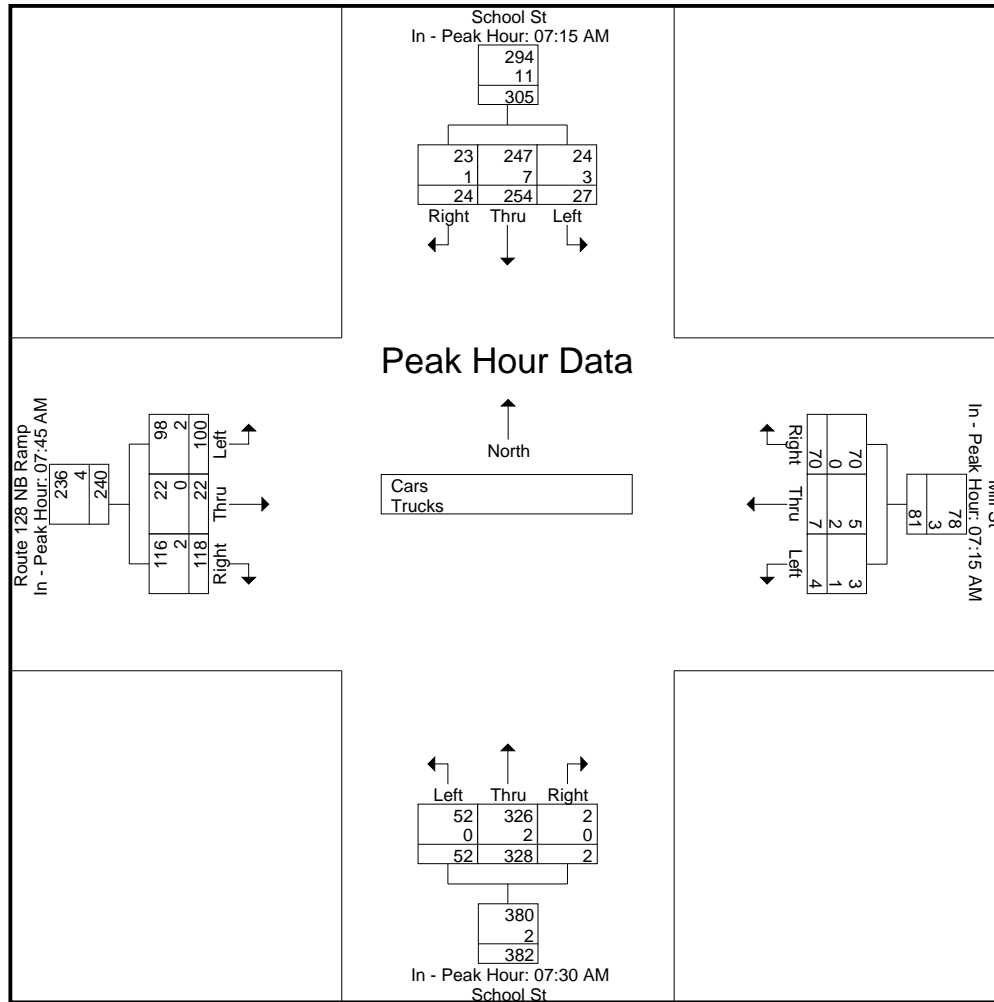 School St
In - Peak Hour: 07:15 AM
294
11
305
23 247 24
1 7 3
24 254 27
Right Thru Left
Peak Hour Data
North
Cars
Trucks
Route 128 NB Ramp
In - Peak Hour: 07:45 AM
236
4
240
98 22 116
2 0 2
100 22 118
Left Thru Right
Mill St
In - Peak Hour: 07:15 AM
78
3
81
70 5 3
0 2 1
70 7 4
Right Thru Left
Left Thru Right
52 326 2
0 2 0
52 328 2
380
2
382
In - Peak Hour: 07:30 AM
School St